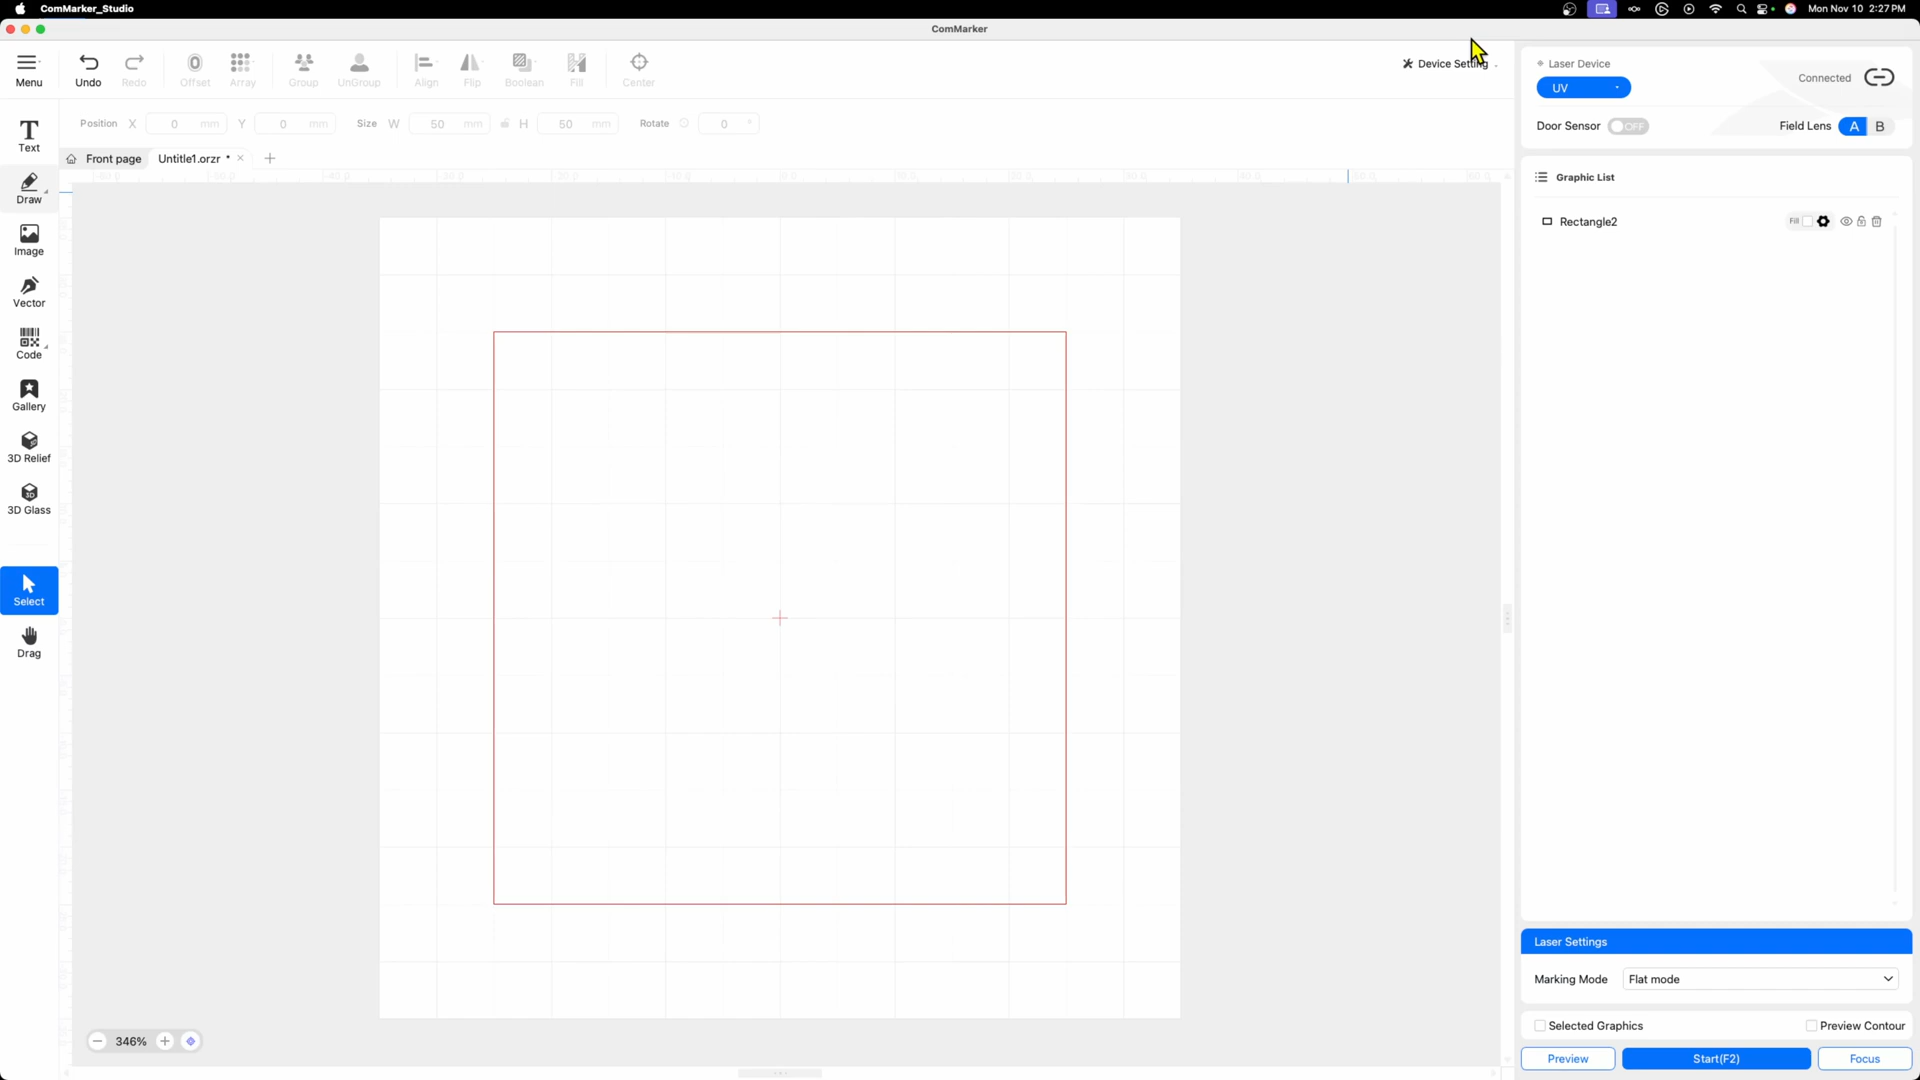 ComMarker_Studio
Mon Nov 10 2:27 PM
ComMarker
Menu
Undo
Redo
Offset
Array
Group
UnGroup
Align
Flip
Boolean
Fill
Center
Device Setting
Position X 0 mm Y 0 mm Size W 50 mm H 50 mm Rotate 0 °
Front page
Untitle1.orzr *
Text
Draw
Image
Vector
Code
Gallery
3D Relief
3D Glass
Select
Drag
346%
Laser Device
UV
Connected
Door Sensor OFF
Field Lens A B
Graphic List
Rectangle2
Fill
Laser Settings
Marking Mode Flat mode
Selected Graphics
Preview Contour
Preview
Start(F2)
Focus